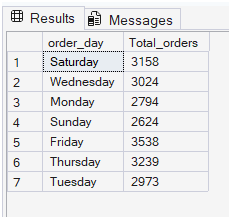 Results Messages
order_day Total_orders
1 Saturday 3158
2 Wednesday 3024
3 Monday 2794
4 Sunday 2624
5 Friday 3538
6 Thursday 3239
7 Tuesday 2973